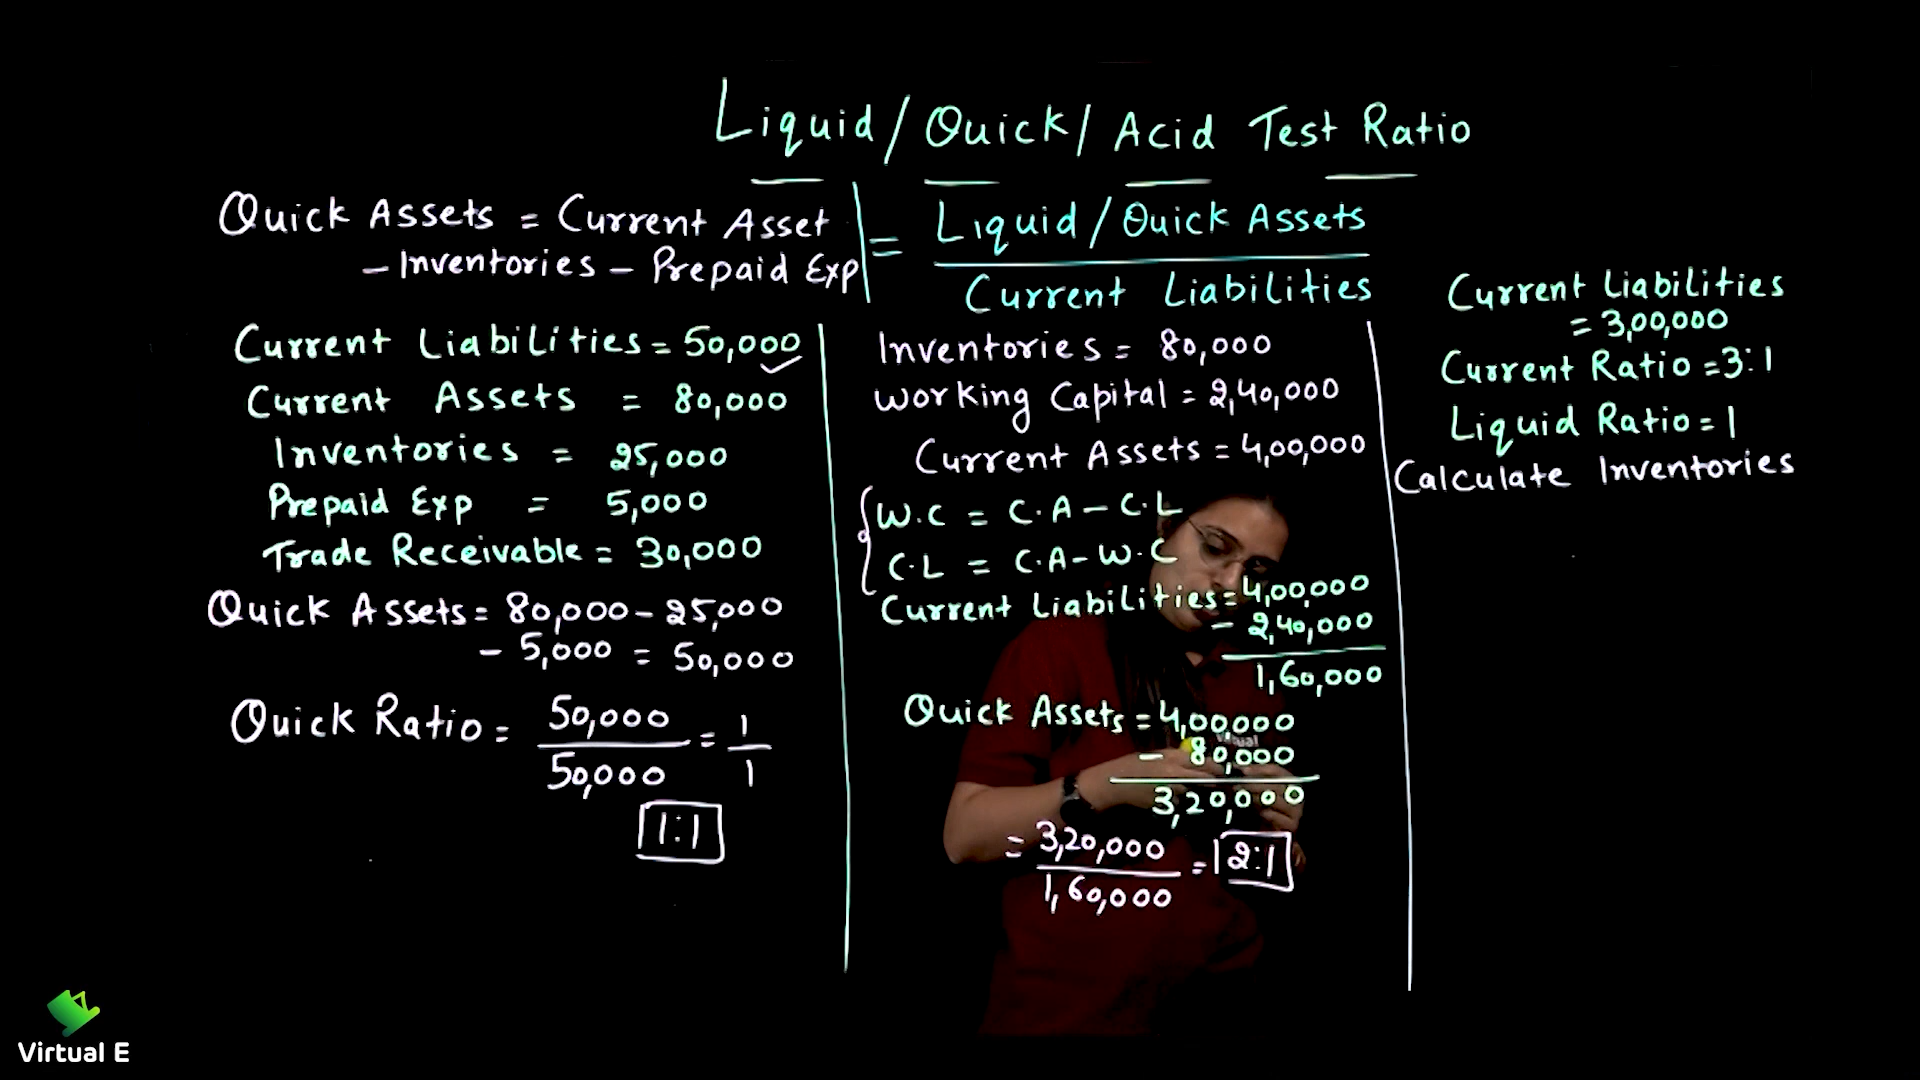 Liquid/Quick/Acid Test Ratio
Quick Assets = Current Asset
- Inventories - Prepaid Exp
= Liquid/Quick Assets
Current Liabilities
Current Liabilities = 50,000
Current Assets = 80,000
Inventories = 25,000
Prepaid Exp = 5,000
Trade Receivable = 30,000
Quick Assets = 80,000 - 25,000
- 5,000 = 50,000
Quick Ratio = 50,000 = 1
50,000 1
1:1
Inventories = 80,000
Working Capital = 2,40,000
Current Assets = 4,00,000
W.C = C.A - C.L
C.L = C.A - W.C
Current Liabilities = 4,00,000
- 2,40,000
1,60,000
Quick Assets = 4,00,000
- 80,000
3,20,000
= 3,20,000 = 2:1
1,60,000
Current Liabilities
= 3,00,000
Current Ratio = 3:1
Liquid Ratio = 1
Calculate Inventories
Virtual E